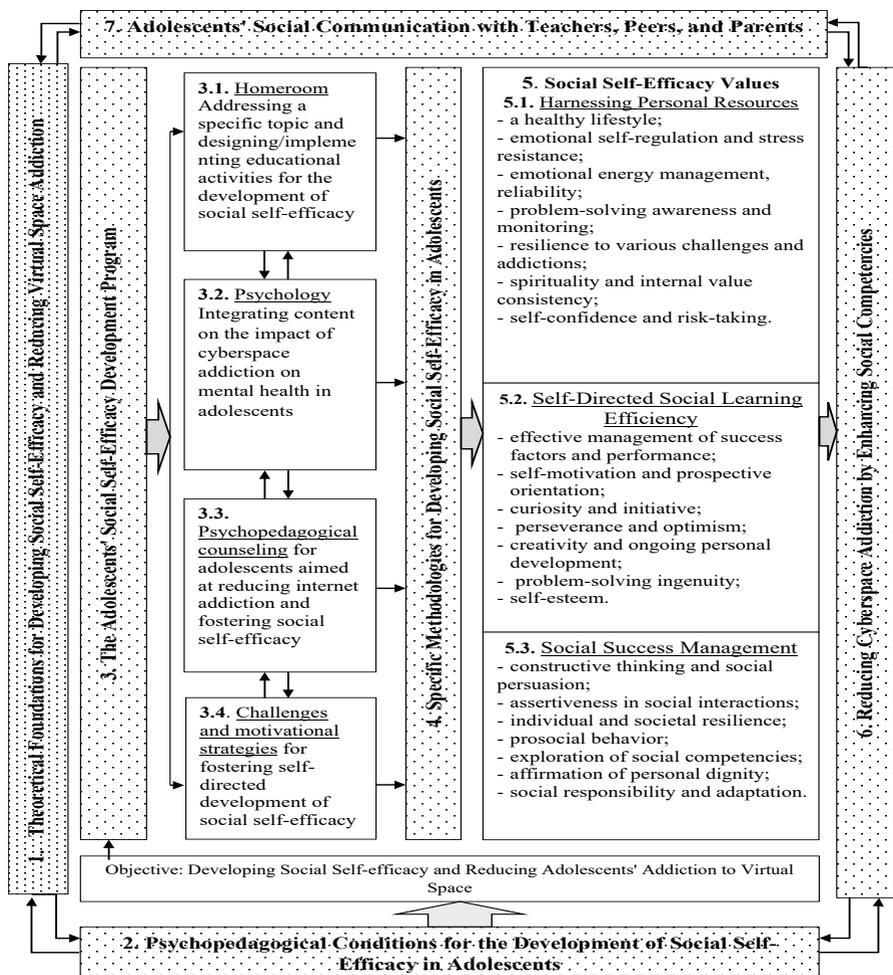 7. Adolescents' Social Communication with Teachers, Peers, and Parents
1. Theoretical Foundations for Developing Social Self-Efficacy and Reducing Virtual Space Addiction
3. The Adolescents' Social Self-Efficacy Development Program
3.1. Homeroom
Addressing a
specific topic and
designing/impleme
nting educational
activities for the
development of
social self-efficacy
3.2. Psychology
Integrating content
on the impact of
cyberspace
addiction on
mental health in
adolescents
3.3.
Psychopedagogical
counseling for
adolescents aimed
at reducing internet
addiction and
fostering social
self-efficacy
3.4. Challenges
and motivational
strategies for
fostering self-
directed
development of
social self-efficacy
4. Specific Methodologies for Developing Social Self-Efficacy in Adolescents
5. Social Self-Efficacy Values
5.1. Harnessing Personal Resources
- a healthy lifestyle;
- emotional self-regulation and stress
resistance;
- emotional energy management,
reliability;
- problem-solving awareness and
monitoring;
- resilience to various challenges and
addictions;
- spirituality and internal value
consistency;
- self-confidence and risk-taking.
5.2. Self-Directed Social Learning
Efficiency
- effective management of success
factors and performance;
- self-motivation and prospective
orientation;
- curiosity and initiative;
- perseverance and optimism;
- creativity and ongoing personal
development;
- problem-solving ingenuity;
- self-esteem.
5.3. Social Success Management
- constructive thinking and social
persuasion;
- assertiveness in social interactions;
- individual and societal resilience;
- prosocial behavior;
- exploration of social competencies;
- affirmation of personal dignity;
- social responsibility and adaptation.
6. Reducing Cyberspace Addiction by Enhancing Social Competencies
Objective: Developing Social Self-efficacy and Reducing Adolescents' Addiction to Virtual
Space
2. Psychopedagogical Conditions for the Development of Social Self-
Efficacy in Adolescents